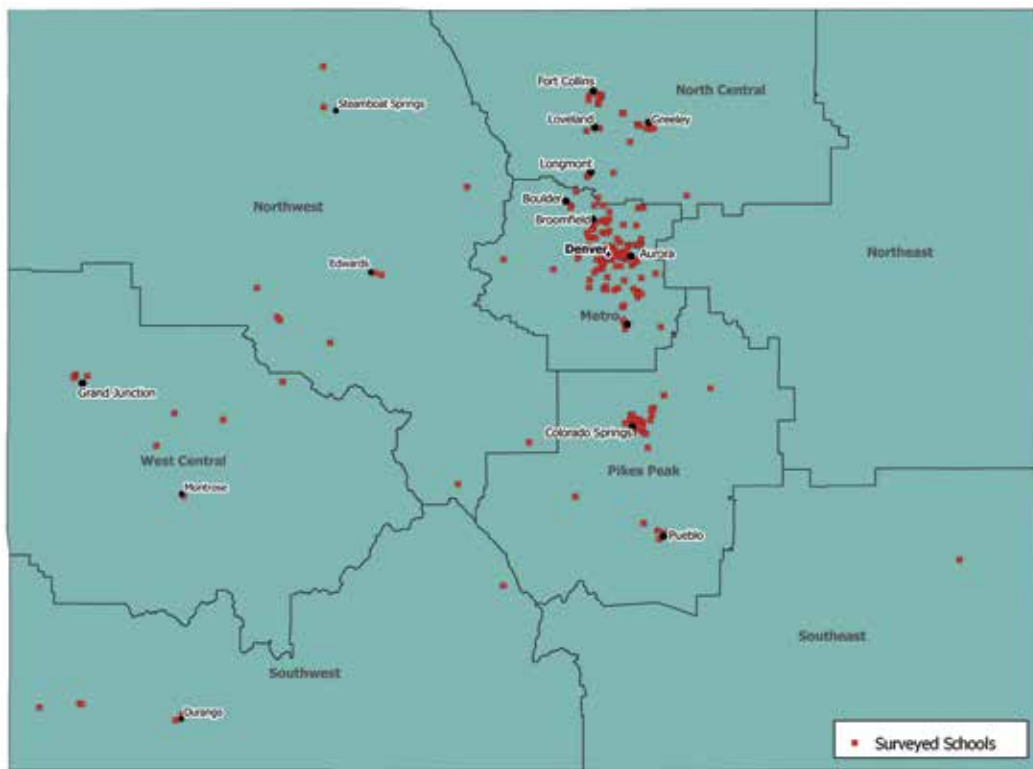 Fort Collins
North Central
Steamboat Springs
Loveland
Greeley
Longmont
Boulder
Northwest
Broomfield
Denver
Aurora
Northeast
Edwards
Metro
Grand Junction
Colorado Springs
West Central
Pikes Peak
Montrose
Pueblo
Southeast
Southwest
Durango
Surveyed Schools